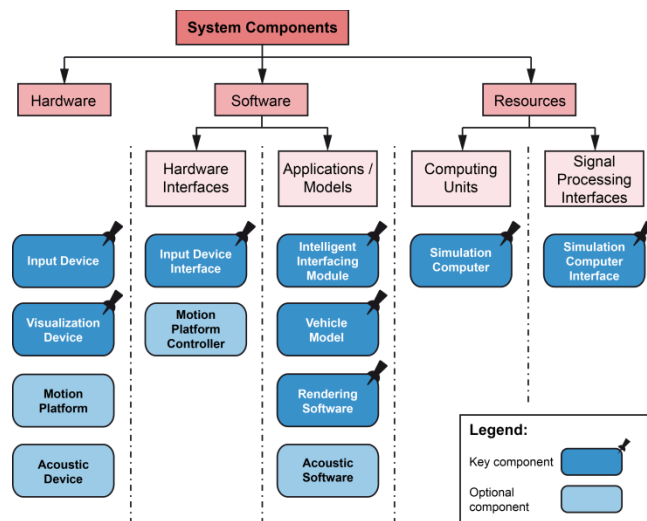 System Components
Hardware
Software
Resources
Hardware
Interfaces
Applications /
Models
Computing
Units
Signal
Processing
Interfaces
Input Device
Input Device
Interface
Intelligent
Interfacing
Module
Simulation
Computer
Simulation
Computer
Interface
Visualization
Device
Motion
Platform
Controller
Vehicle
Model
Motion
Platform
Rendering
Software
Acoustic
Device
Acoustic
Software
Legend:
Key component
Optional
component